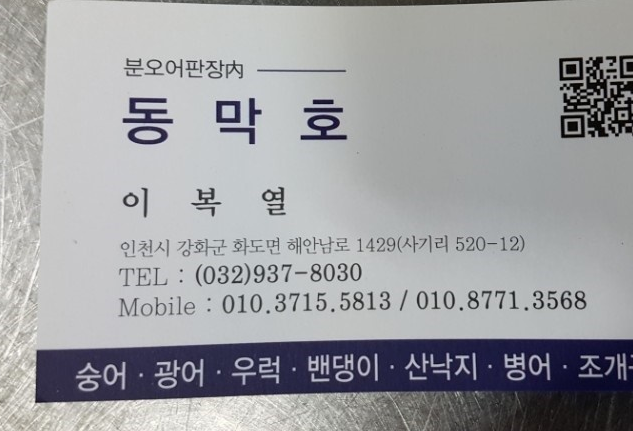 분오어판장內
동막호
이복열
인천시 강화군 화도면 해안남로 1429(사기리 520-12)
TEL : (032)937-8030
Mobile : 010.3715.5813 / 010.8771.3568
숭어 · 광어 · 우럭 · 밴댕이 · 산낙지 · 병어 · 조개